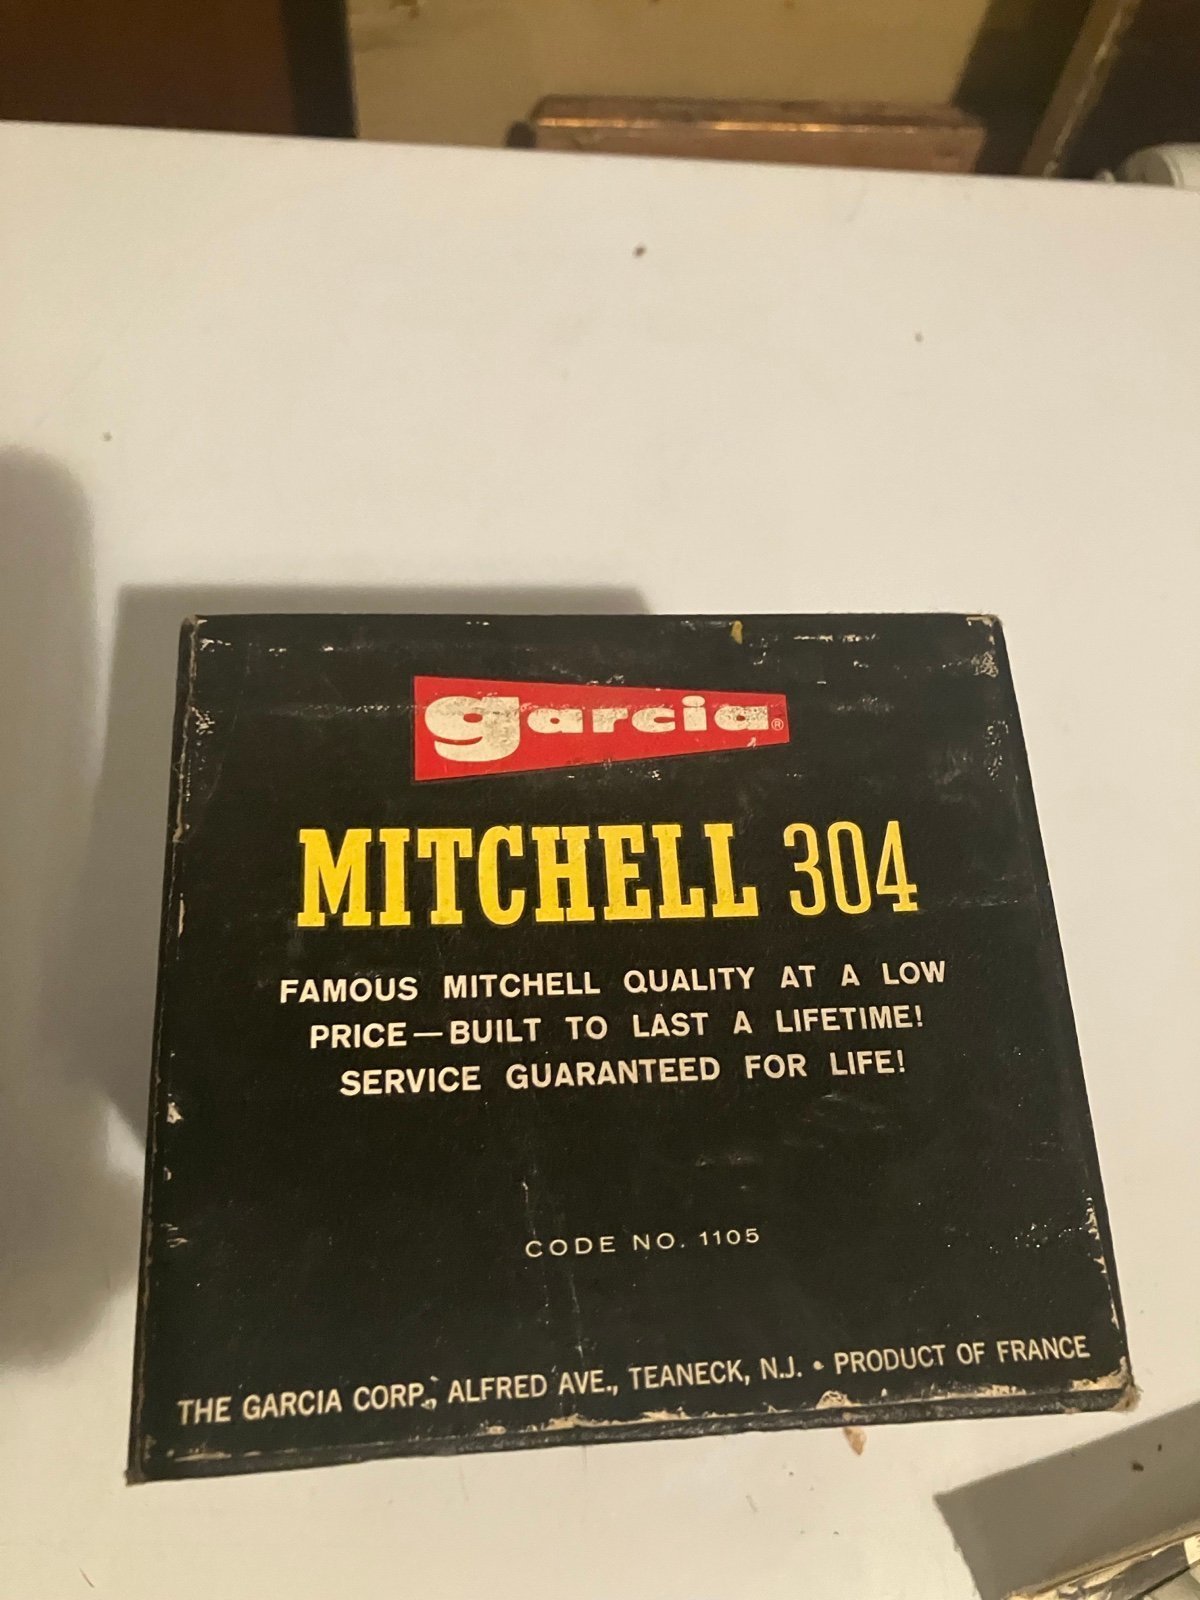 garcia®
MITCHELL 304
FAMOUS MITCHELL QUALITY AT A LOW
PRICE—BUILT TO LAST A LIFETIME!
SERVICE GUARANTEED FOR LIFE!
CODE NO. 1105
THE GARCIA CORP., ALFRED AVE., TEANECK, N.J. • PRODUCT OF FRANCE